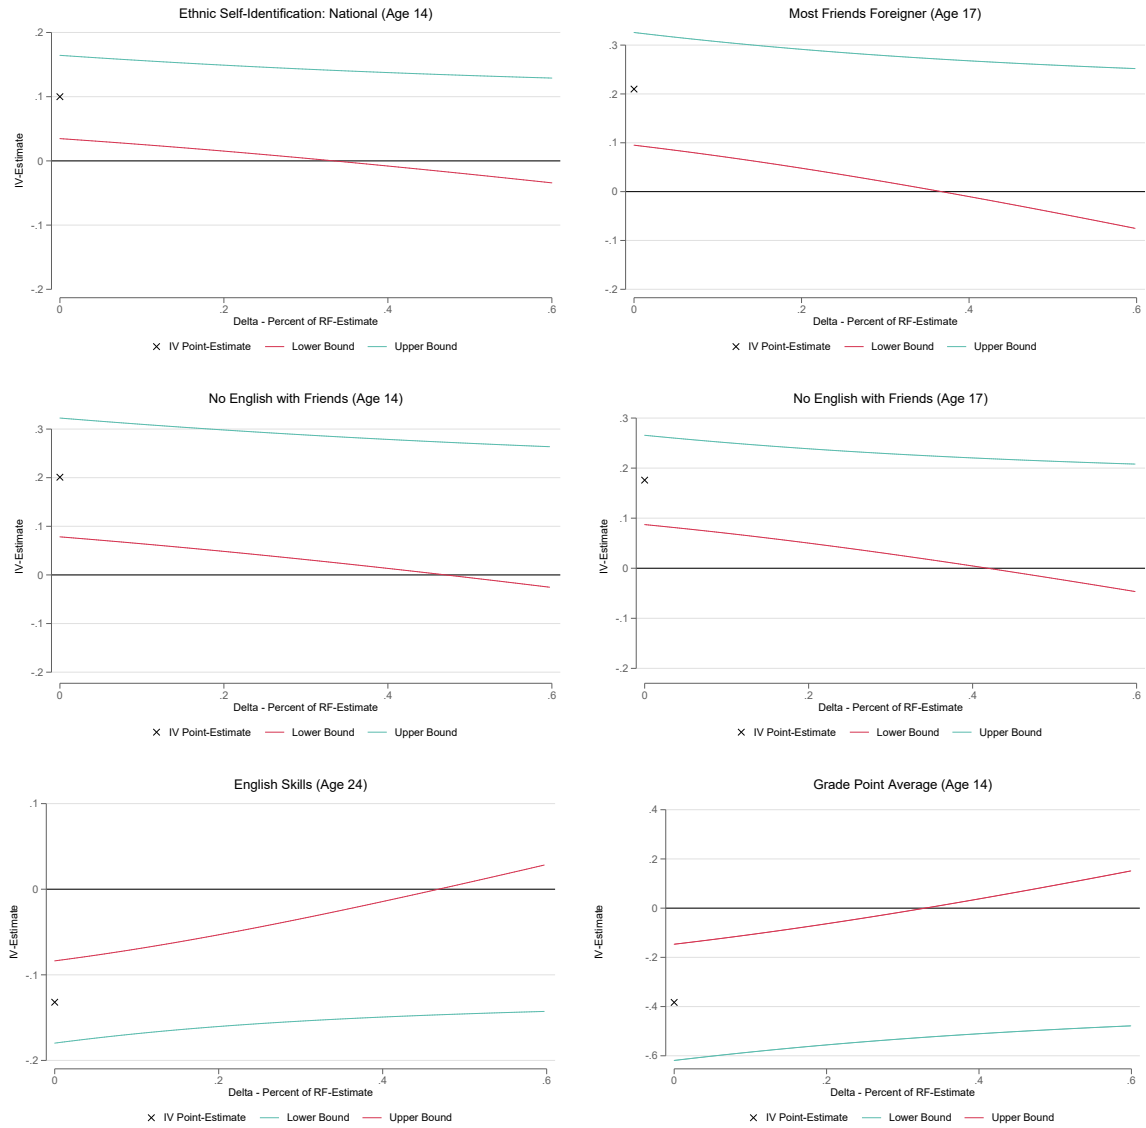 Ethnic Self-Identification: National (Age 14)
.2
.1
0
-.1
-.2
IV-Estimate
0
.2
.4
.6
Delta - Percent of RF-Estimate
IV Point-Estimate Lower Bound Upper Bound
Most Friends Foreigner (Age 17)
.3
.2
.1
0
-.1
-.2
0
.2
.4
.6
Delta - Percent of RF-Estimate
IV Point-Estimate Lower Bound Upper Bound
No English with Friends (Age 14)
.3
.2
.1
0
-.1
-.2
IV-Estimate
0
.2
.4
.6
Delta - Percent of RF-Estimate
IV Point-Estimate Lower Bound Upper Bound
No English with Friends (Age 17)
.3
.2
.1
0
-.1
-.2
IV-Estimate
0
.2
.4
.6
Delta - Percent of RF-Estimate
IV Point-Estimate Lower Bound Upper Bound
English Skills (Age 24)
.1
0
-.1
-.2
IV-Estimate
0
.2
.4
.6
Delta - Percent of RF-Estimate
IV Point-Estimate Lower Bound Upper Bound
Grade Point Average (Age 14)
.4
.2
0
-.2
-.4
-.6
IV-Estimate
0
.2
.4
.6
Delta - Percent of RF-Estimate
IV Point-Estimate Lower Bound Upper Bound